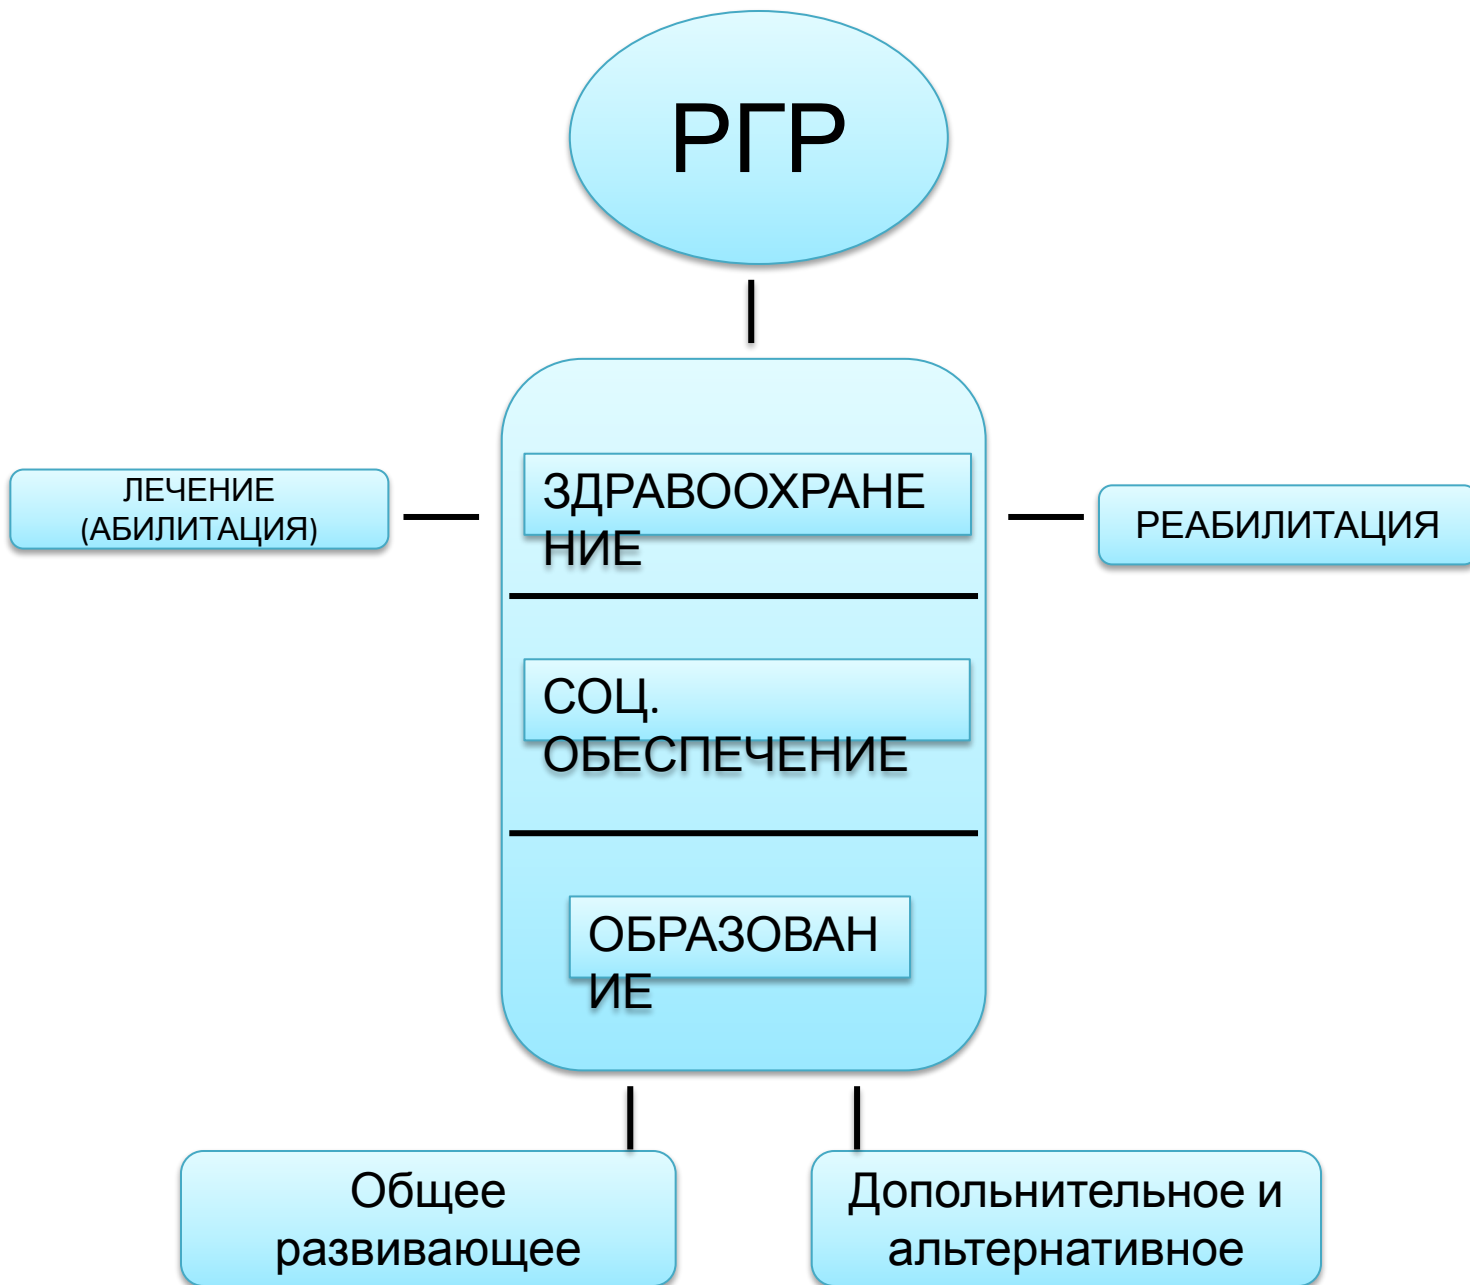 РГР
ЛЕЧЕНИЕ
(АБИЛИТАЦИЯ)
ЗДРАВООХРАНЕ
НИЕ
РЕАБИЛИТАЦИЯ
СОЦ.
ОБЕСПЕЧЕНИЕ
ОБРАЗОВАН
ИЕ
Общее
развивающее
Допольнительное и
альтернативное